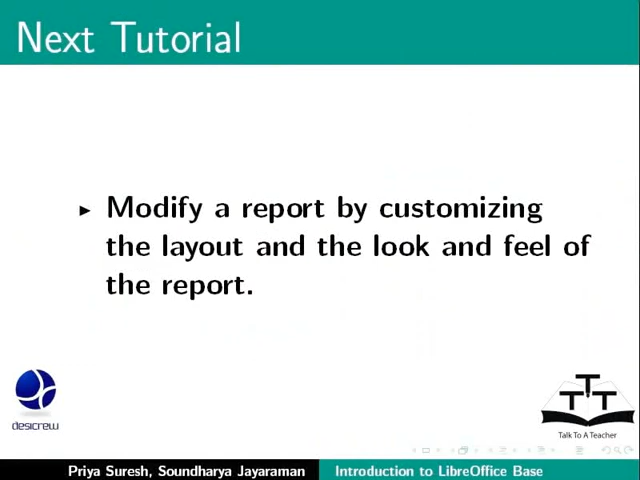 Next Tutorial
Modify a report by customizing
the layout and the look and feel of
the report.
desicrew
TTT
Talk To A Teacher
Priya Suresh, Soundharya Jayaraman Introduction to LibreOffice Base